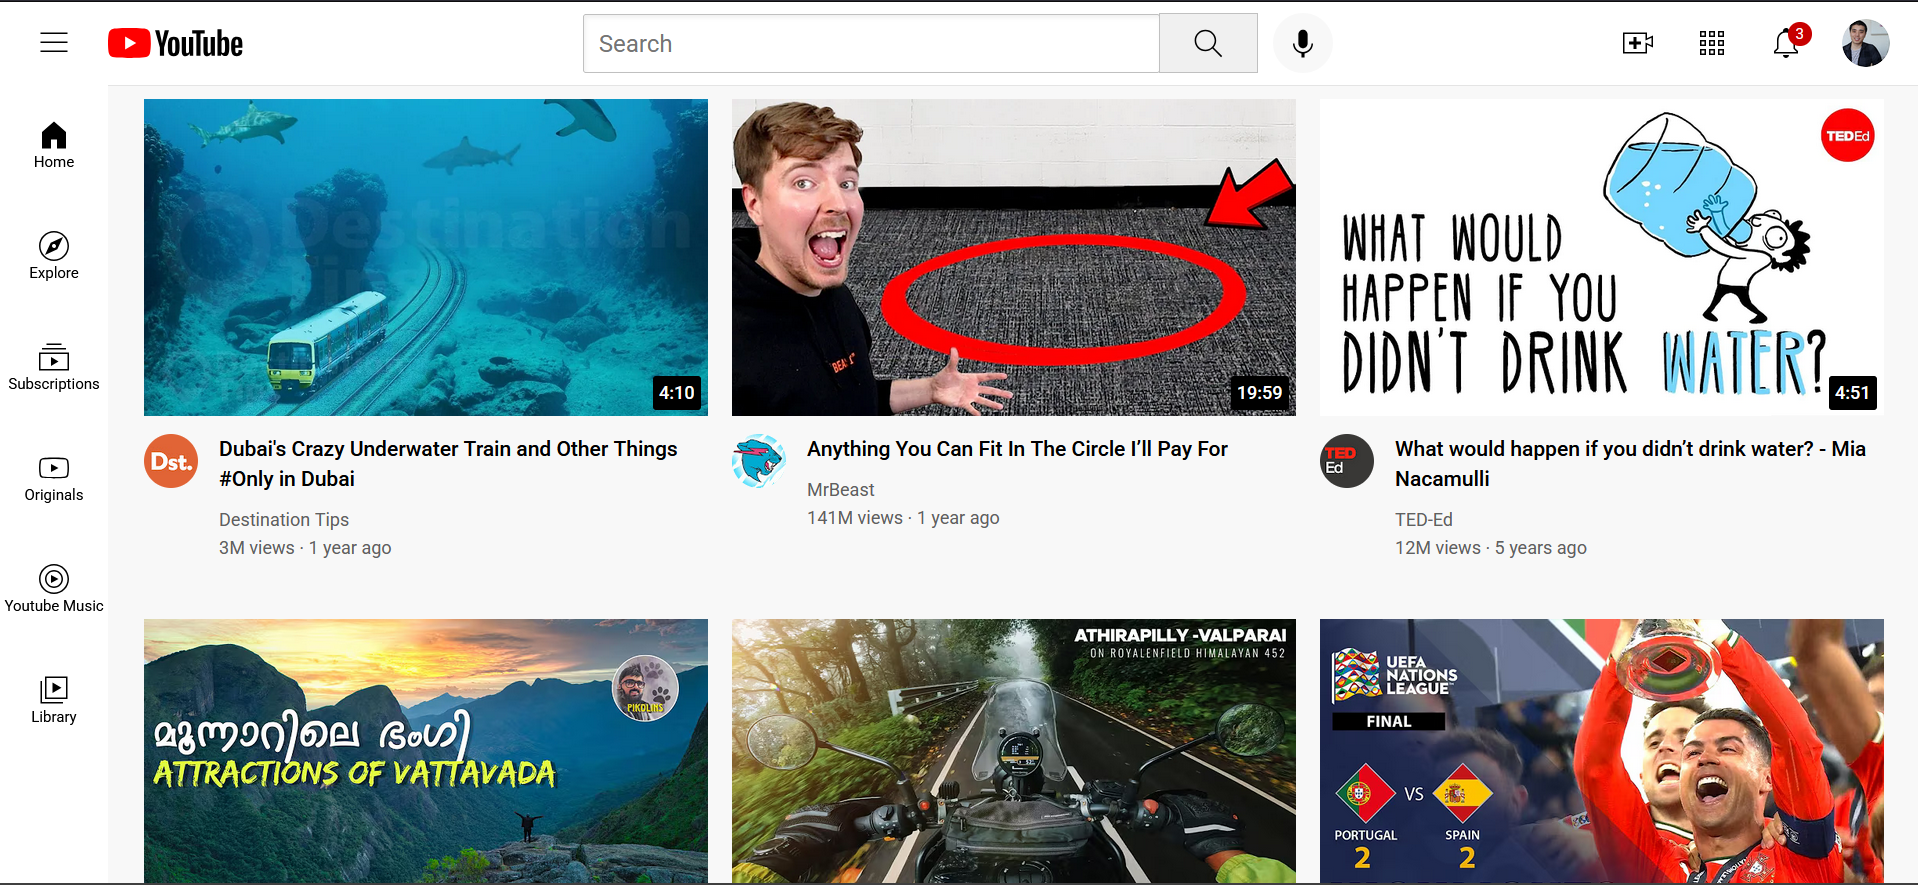 YouTube
Search
3
Home
Explore
Subscriptions
Originals
Youtube Music
Library
Destination
Tips
4:10
Dst.
Dubai's Crazy Underwater Train and Other Things
#Only in Dubai
Destination Tips
3M views · 1 year ago
19:59
Anything You Can Fit In The Circle I’ll Pay For
MrBeast
141M views · 1 year ago
TEDEd
WHAT WOULD
HAPPEN IF YOU
DIDN'T DRINK WATER?
4:51
TED
Ed
What would happen if you didn’t drink water? - Mia
Nacamulli
TED-Ed
12M views · 5 years ago
PIKOLINS
മൂന്നാറിലെ ഭംഗി
ATTRACTIONS OF VATTAVADA
ATHIRAPILLY -VALPARAI
ON ROYALENFIELD HIMALAYAN 452
UEFA
NATIONS
LEAGUE
FINAL
VS
PORTUGAL SPAIN
2 2